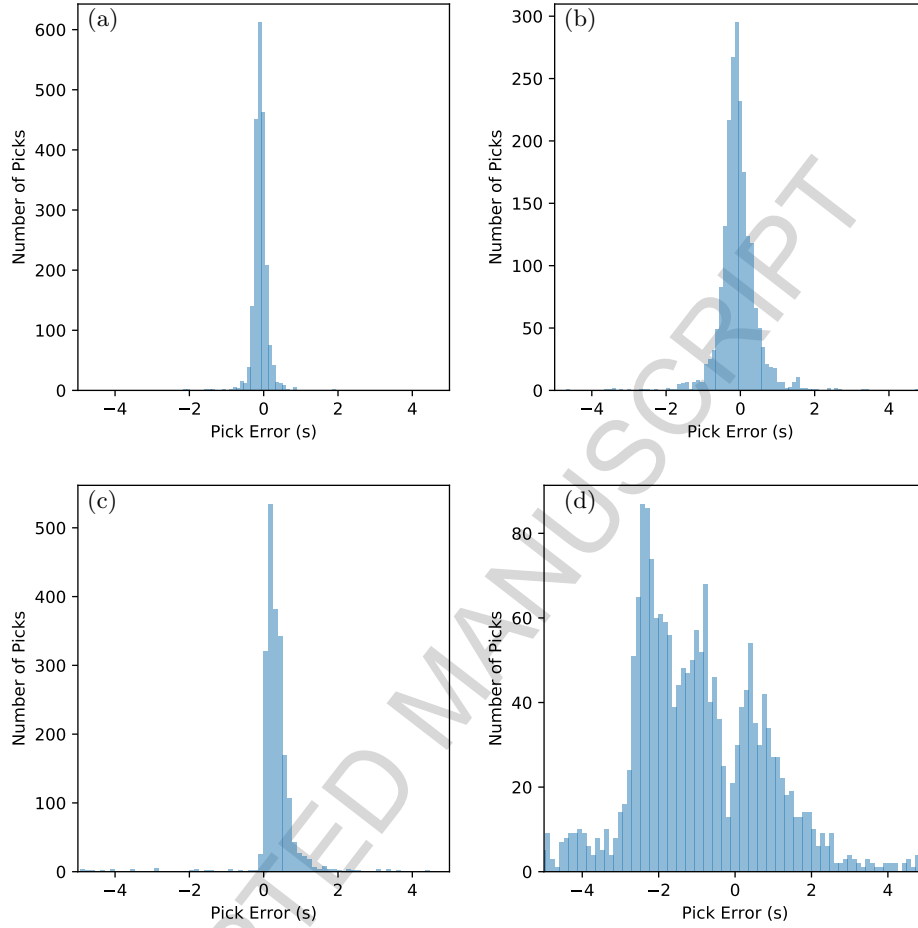 (a)
600
500
400
300
200
100
0
Number of Picks
−4 −2 0 2 4
Pick Error (s)
(b)
300
250
200
150
100
50
0
Number of Picks
−4 −2 0 2 4
Pick Error (s)
(c)
500
400
300
200
100
0
Number of Picks
−4 −2 0 2 4
Pick Error (s)
(d)
80
60
40
20
0
Number of Picks
−4 −2 0 2 4
Pick Error (s)
PTED MANUSCRIPT